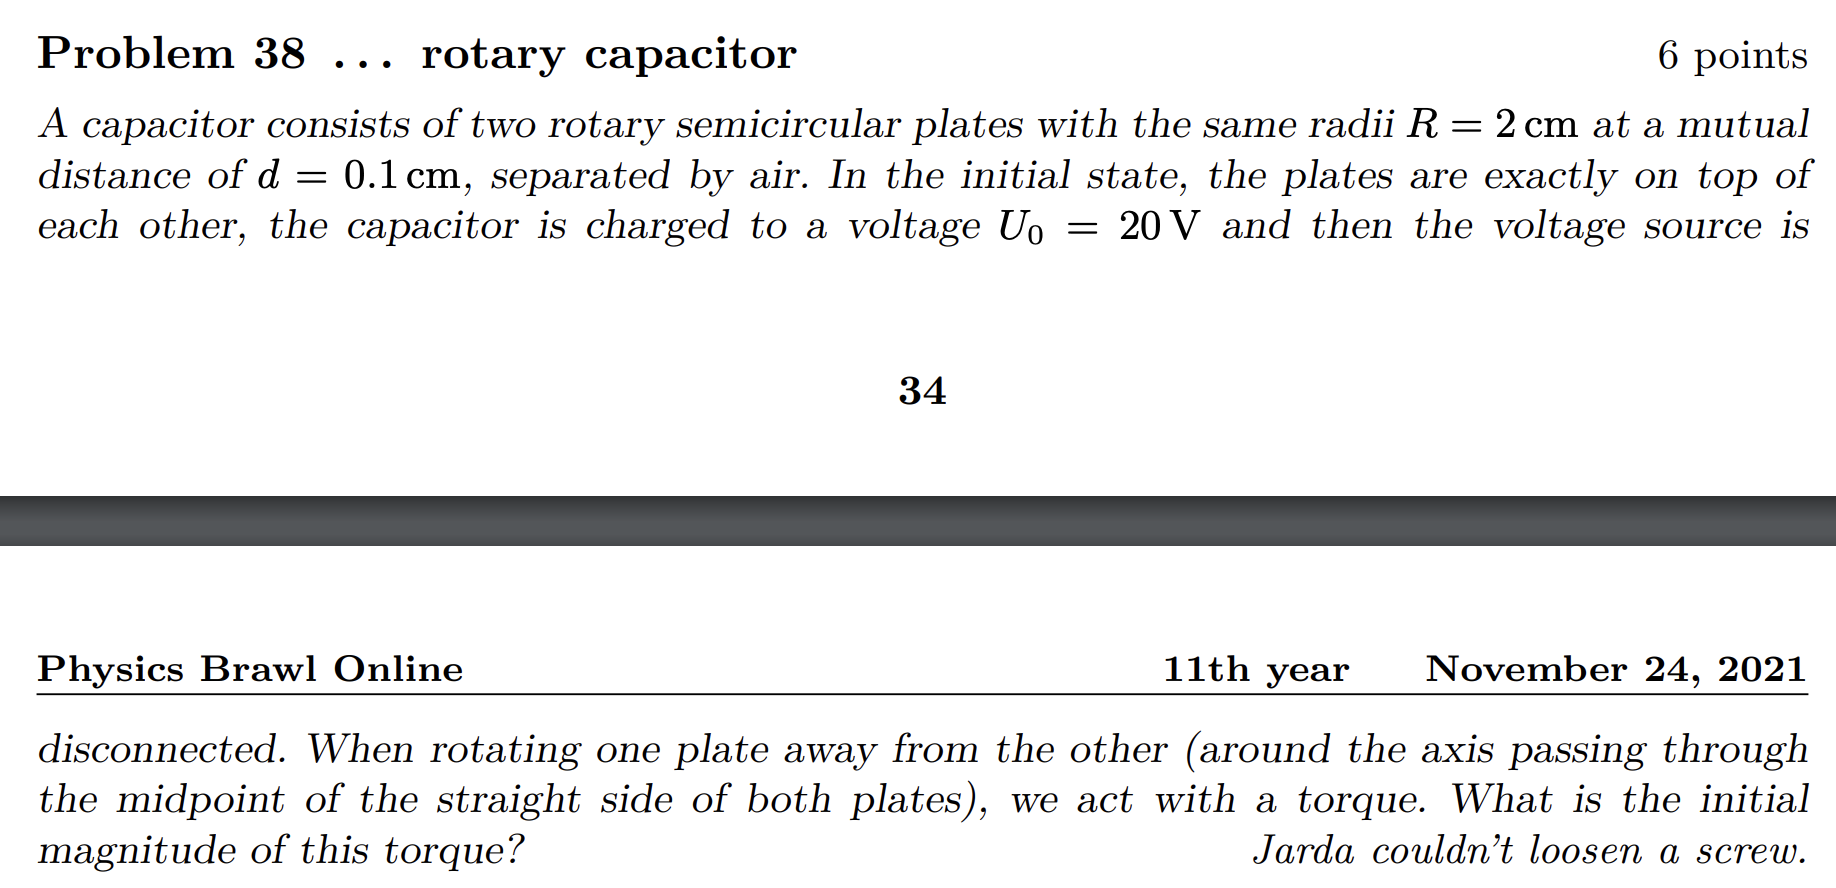 Problem 38 ... rotary capacitor 6 points
A capacitor consists of two rotary semicircular plates with the same radii R = 2 cm at a mutual
distance of d = 0.1 cm, separated by air. In the initial state, the plates are exactly on top of
each other, the capacitor is charged to a voltage U₀ = 20 V and then the voltage source is
34
Physics Brawl Online 11th year November 24, 2021
disconnected. When rotating one plate away from the other (around the axis passing through
the midpoint of the straight side of both plates), we act with a torque. What is the initial
magnitude of this torque? Jarda couldn't loosen a screw.